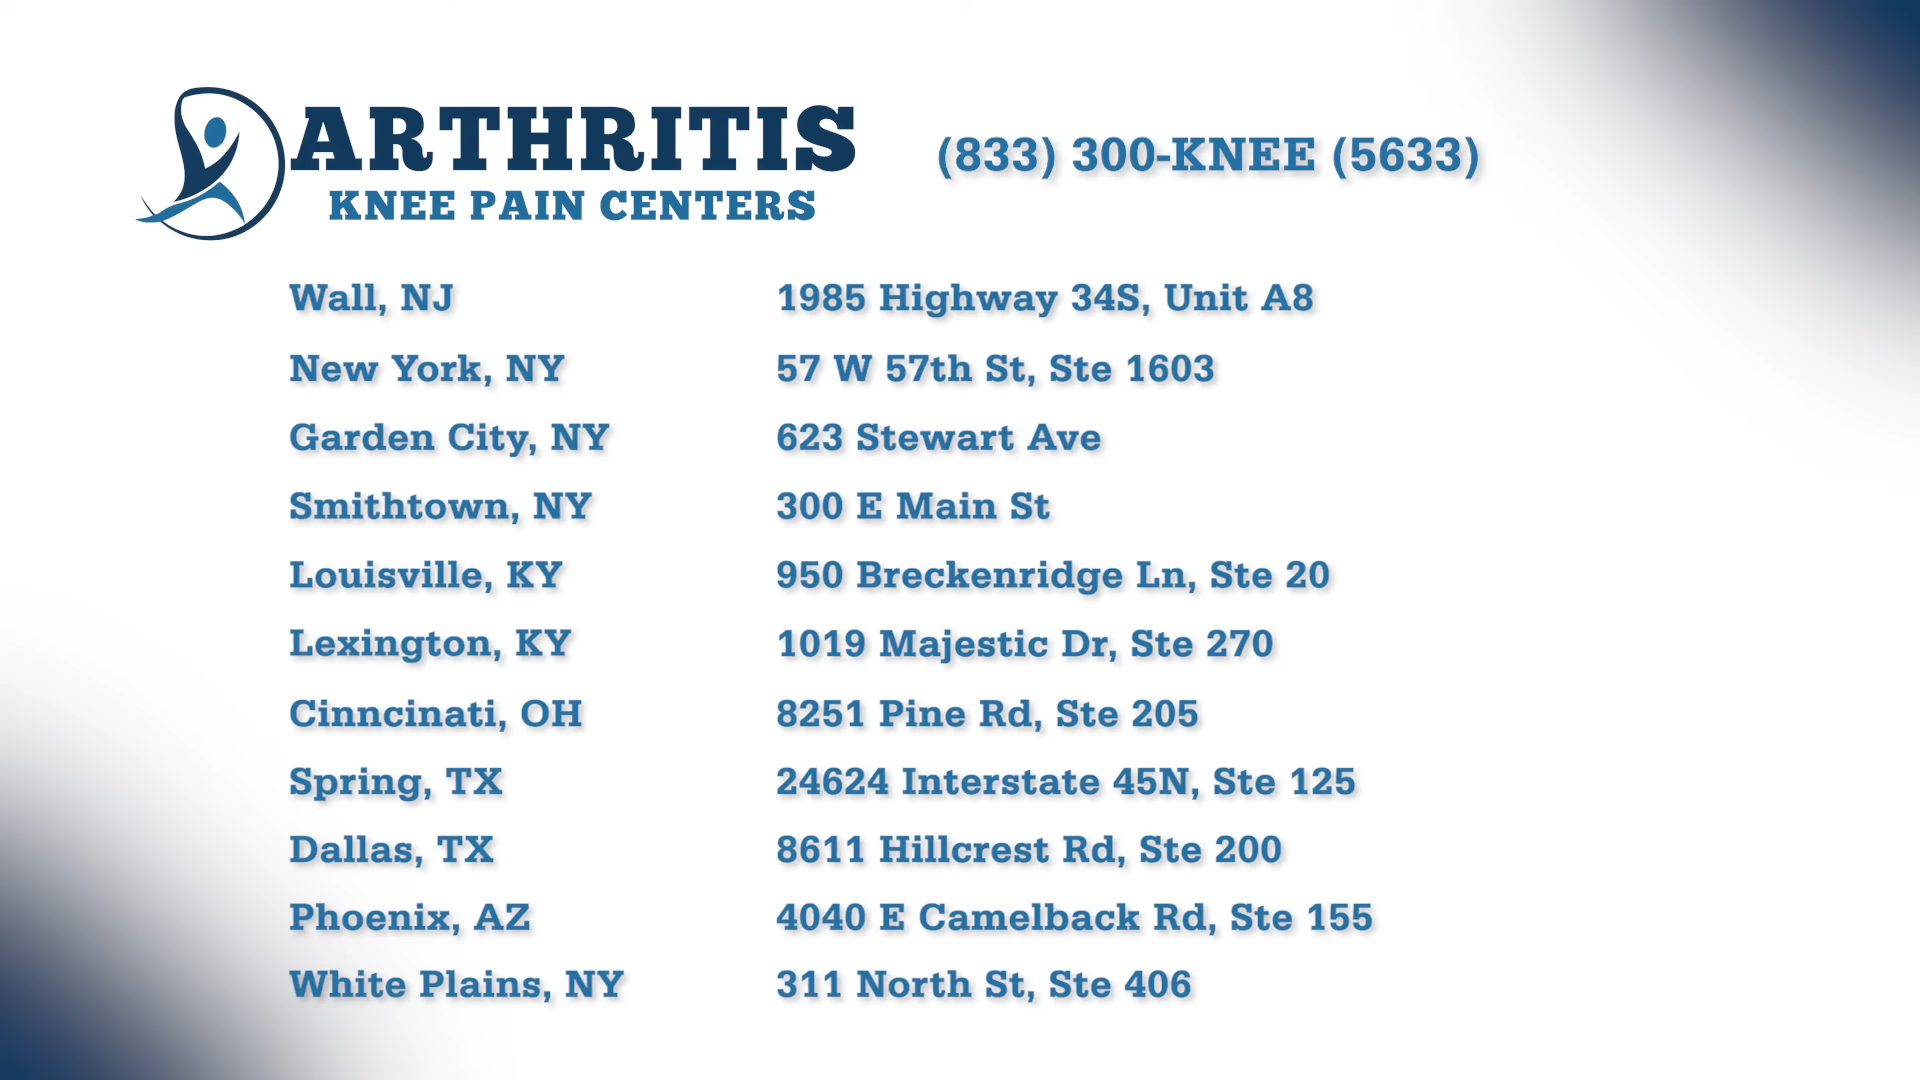 ARTHRITIS
KNEE PAIN CENTERS
(833) 300-KNEE (5633)
Wall, NJ 1985 Highway 34S, Unit A8
New York, NY 57 W 57th St, Ste 1603
Garden City, NY 623 Stewart Ave
Smithtown, NY 300 E Main St
Louisville, KY 950 Breckenridge Ln, Ste 20
Lexington, KY 1019 Majestic Dr, Ste 270
Cinncinati, OH 8251 Pine Rd, Ste 205
Spring, TX 24624 Interstate 45N, Ste 125
Dallas, TX 8611 Hillcrest Rd, Ste 200
Phoenix, AZ 4040 E Camelback Rd, Ste 155
White Plains, NY 311 North St, Ste 406